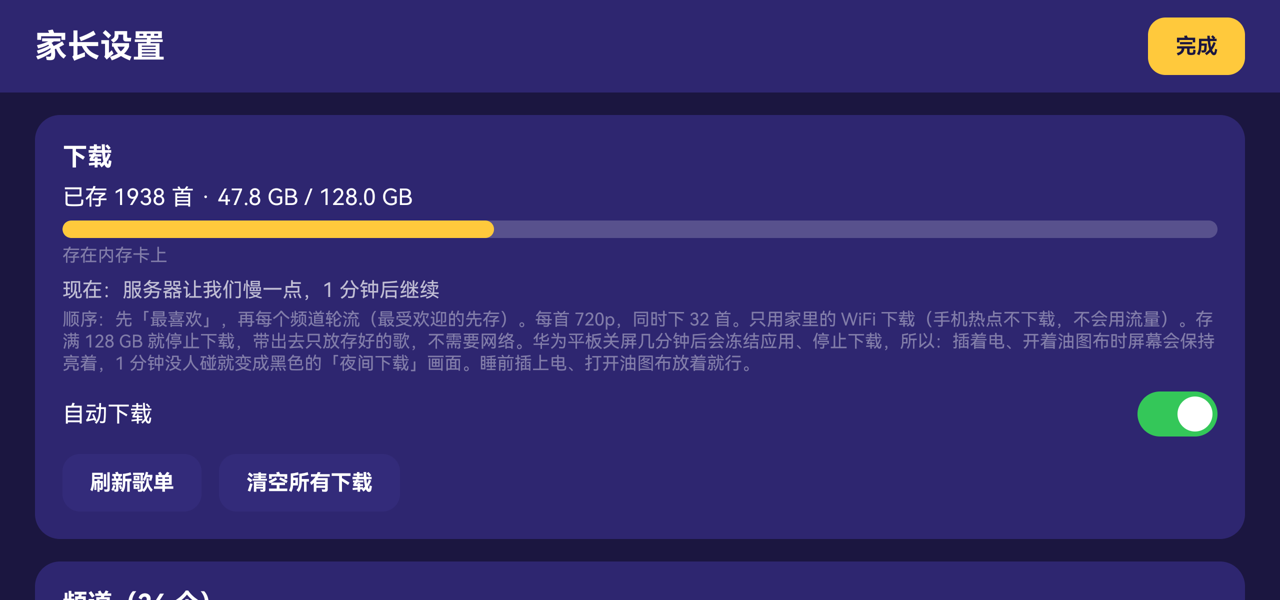 家长设置
完成
下载
已存 1938 首 · 47.8 GB / 128.0 GB
存在内存卡上
现在：服务器让我们慢一点，1 分钟后继续
顺序：先「最喜欢」，再每个频道轮流（最受欢迎的先存）。每首 720p，同时下 32 首。只用家里的 WiFi 下载（手机热点不下载，不会用流量）。存
满 128 GB 就停止下载，带出去只放存好的歌，不需要网络。华为平板关屏几分钟后会冻结应用、停止下载，所以：插着电、开着油图布时屏幕会保持
亮着，1 分钟没人碰就变成黑色的「夜间下载」画面。睡前插上电、打开油图布放着就行。
自动下载
刷新歌单
清空所有下载
频道（26 个）